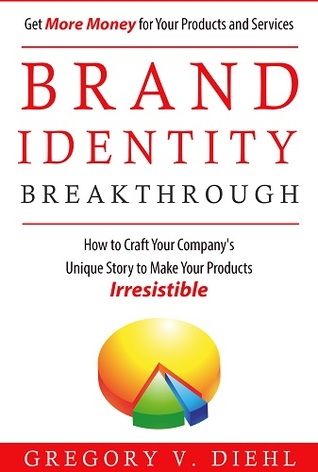 Get More Money for Your Products and Services
BRAND
IDENTITY
BREAKTHROUGH
How to Craft Your Company's
Unique Story to Make Your Products
Irresistible
GREGORY V. DIEHL